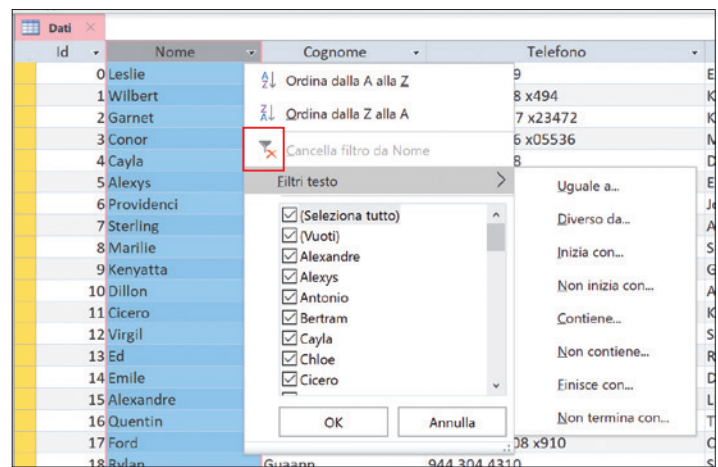 Dati
Id Nome Cognome Telefono
0 Leslie 9 E
1 Wilbert 8 x494 K
2 Garnet 7 x23472 K
3 Conor 6 x05536 N
4 Cayla 8 D
5 Alexys E
6 Providenci Je
7 Sterling A
8 Marilie S
9 Kenyatta G
10 Dillon A
11 Cicero K
12 Virgil S
13 Ed R
14 Emile D
15 Alexandre L
16 Quentin T
17 Ford 08 x910 C
18 Rylan Guaann 944.304.4310 S
Ordina dalla A alla Z
Ordina dalla Z alla A
Cancella filtro da Nome
Filtri testo
(Seleziona tutto)
(Vuoti)
Alexandre
Alexys
Antonio
Bertram
Cayla
Chloe
Cicero
OK Annulla
Uguale a...
Diverso da...
Inizia con...
Non inizia con...
Contiene...
Non contiene...
Finisce con...
Non termina con...